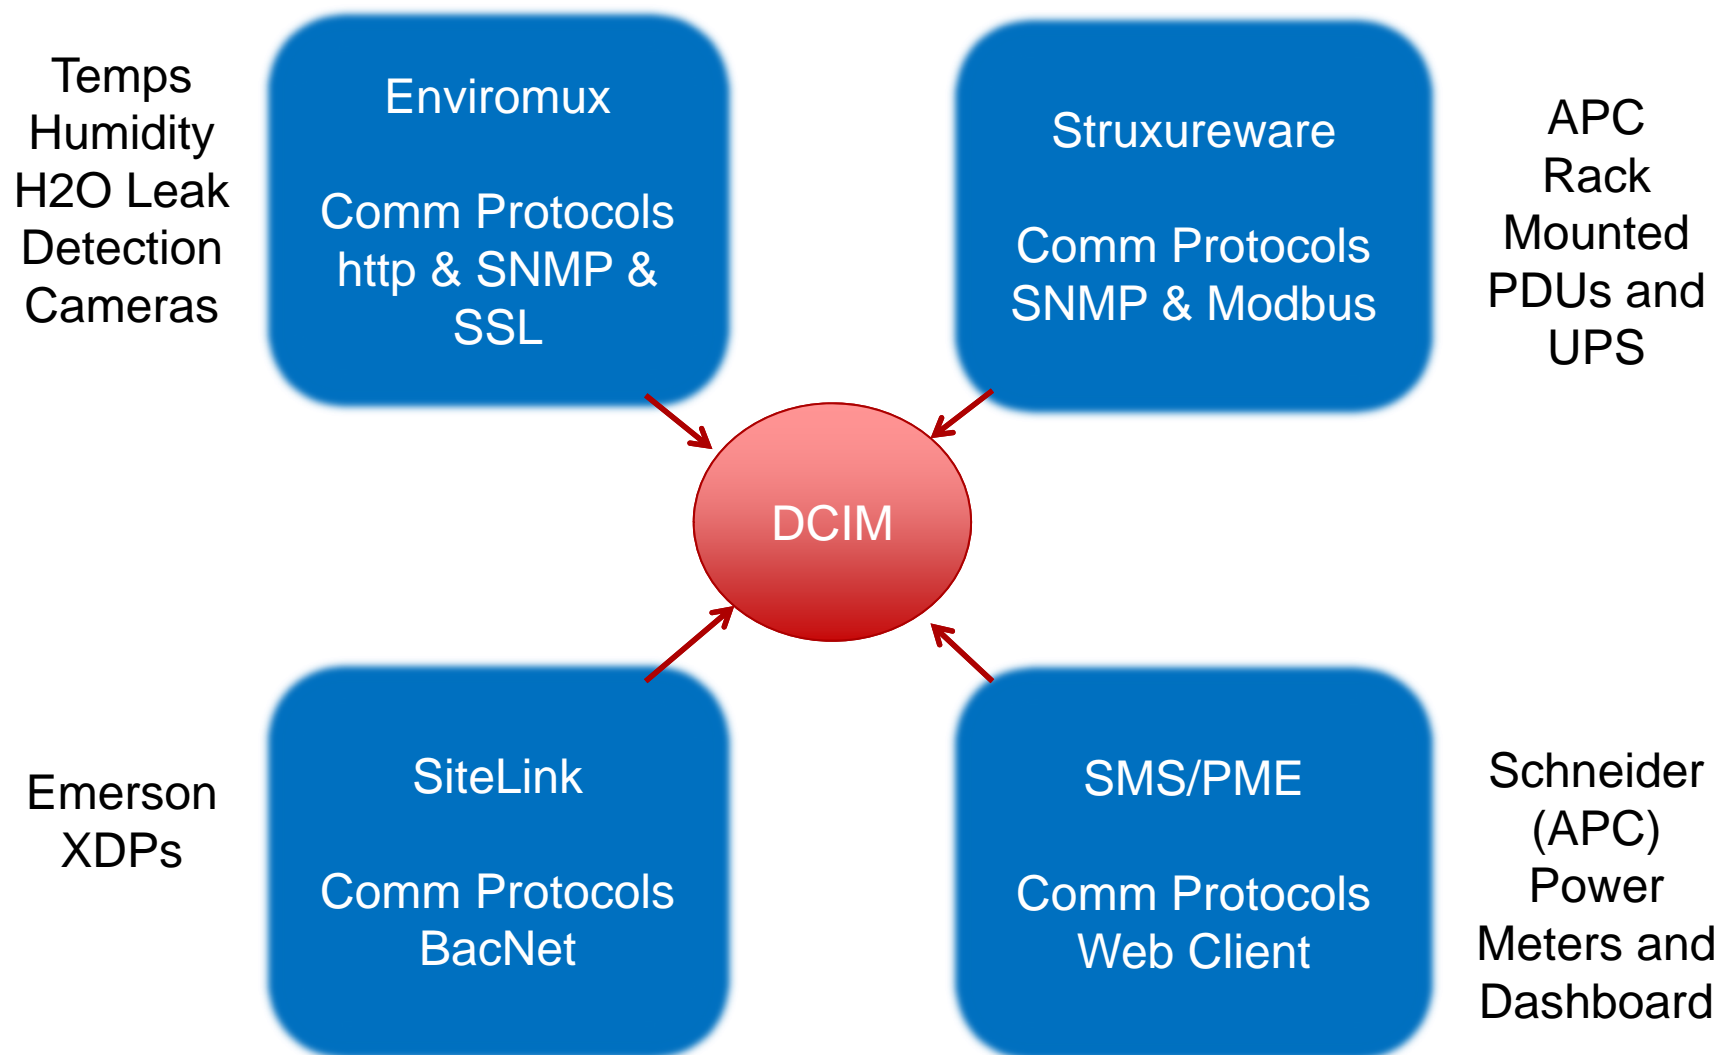 Temps
Humidity
H2O Leak
Detection
Cameras
Enviromux
Comm Protocols
http & SNMP &
SSL
Struxureware
Comm Protocols
SNMP & Modbus
APC
Rack
Mounted
PDUs and
UPS
DCIM
Emerson
XDPs
SiteLink
Comm Protocols
BacNet
SMS/PME
Comm Protocols
Web Client
Schneider
(APC)
Power
Meters and
Dashboard